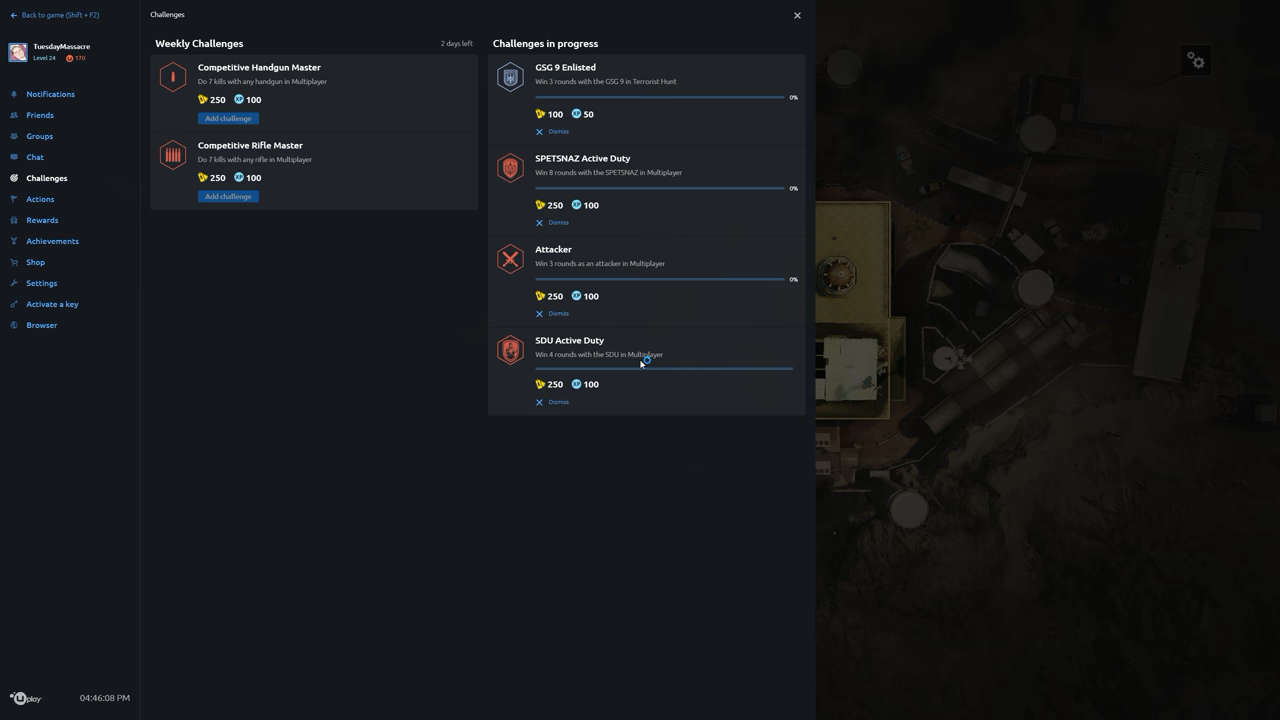 Back to game (Shift + F2)
TuesdayMassacre
Level 24
170
Notifications
Friends
Groups
Chat
Challenges
Actions
Rewards
Achievements
Shop
Settings
Activate a key
Browser
uplay
04:46:08 PM
Challenges
Weekly Challenges
2 days left
Competitive Handgun Master
Do 7 kills with any handgun in Multiplayer
250 XP 100
Add challenge
Competitive Rifle Master
Do 7 kills with any rifle in Multiplayer
250 XP 100
Add challenge
Challenges in progress
GSG 9 Enlisted
Win 3 rounds with the GSG 9 in Terrorist Hunt
0%
100 XP 50
Dismiss
SPETSNAZ Active Duty
Win 8 rounds with the SPETSNAZ in Multiplayer
0%
250 XP 100
Dismiss
Attacker
Win 3 rounds as an attacker in Multiplayer
0%
250 XP 100
Dismiss
SDU Active Duty
Win 4 rounds with the SDU in Multiplayer
250 XP 100
Dismiss